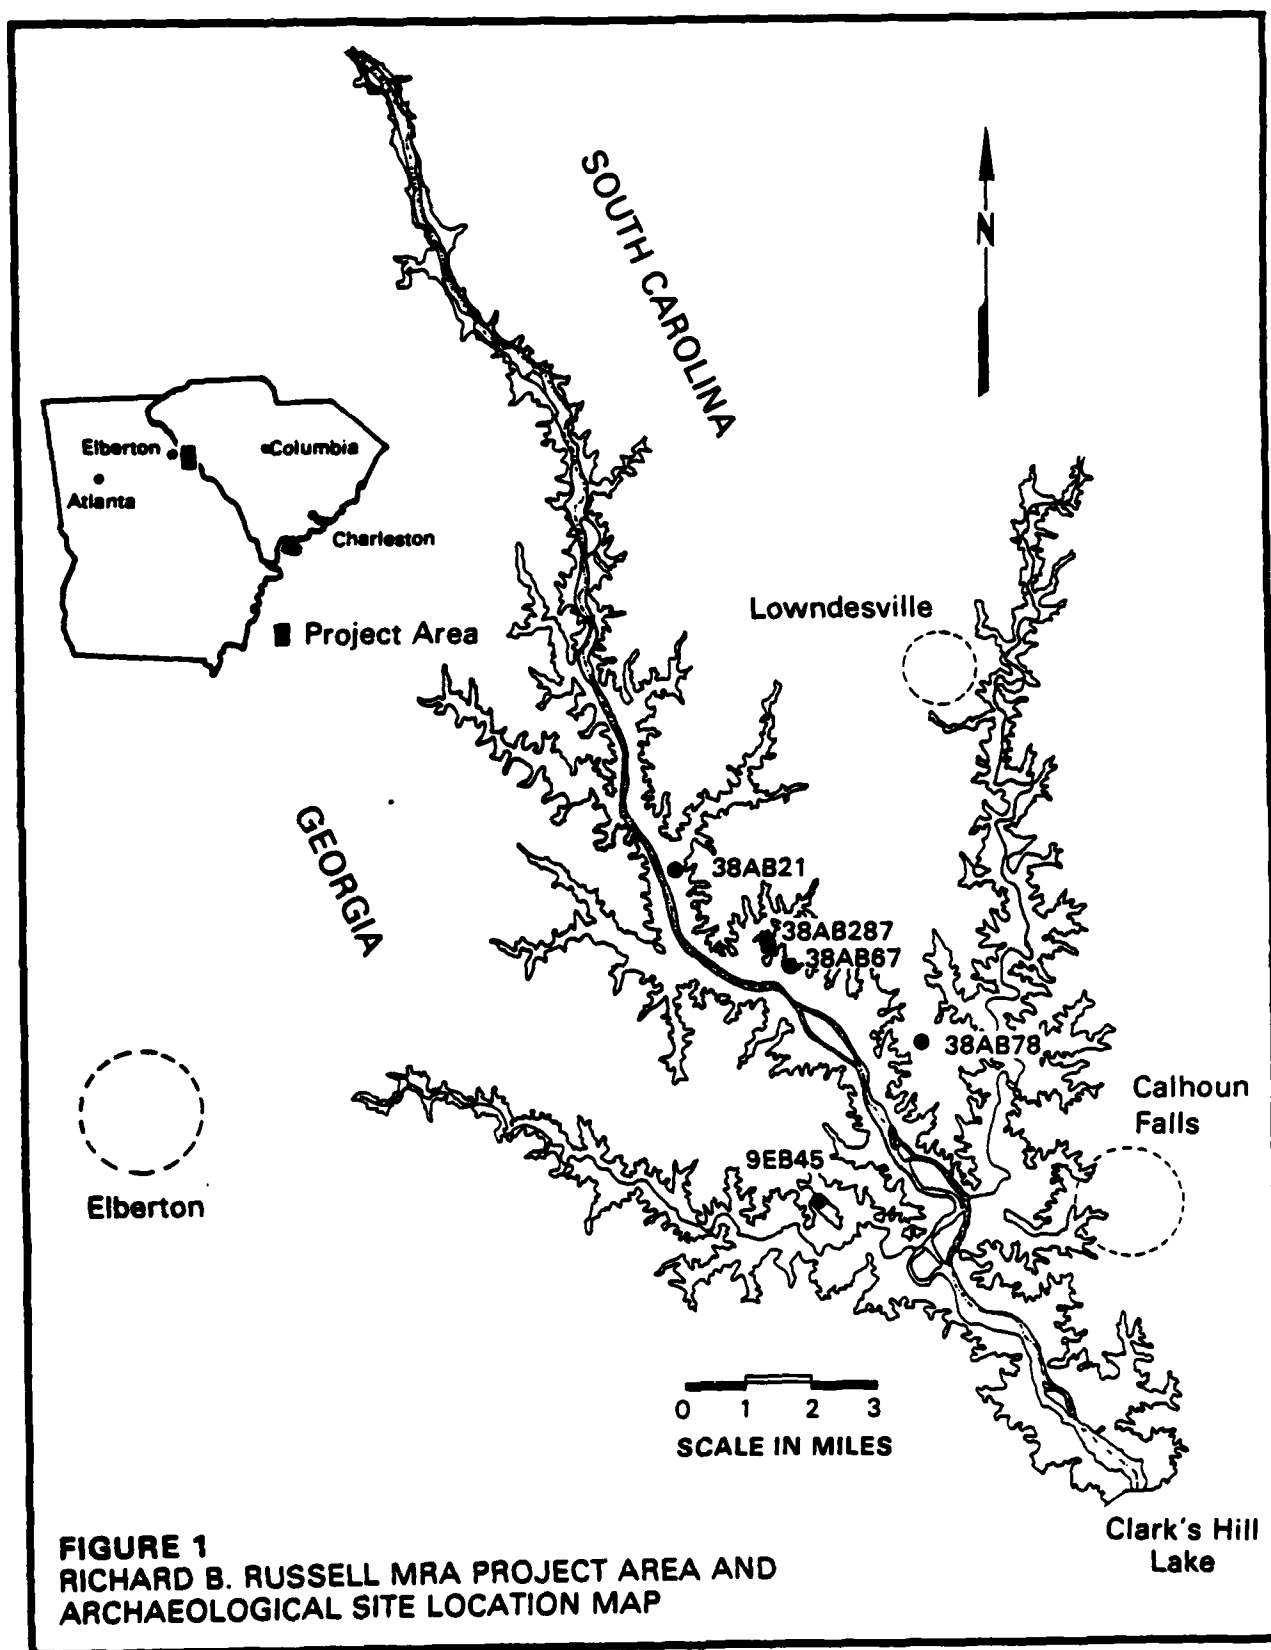 SOUTH CAROLINA
N
Elberton
Columbia
Atlanta
Charleston
Project Area
Lowndesville
GEORGIA
38AB21
38AB287
38AB67
38AB78
Calhoun
Falls
9EB45
Elberton
0 1 2 3
SCALE IN MILES
Clark's Hill
Lake
FIGURE 1
RICHARD B. RUSSELL MRA PROJECT AREA AND
ARCHAEOLOGICAL SITE LOCATION MAP